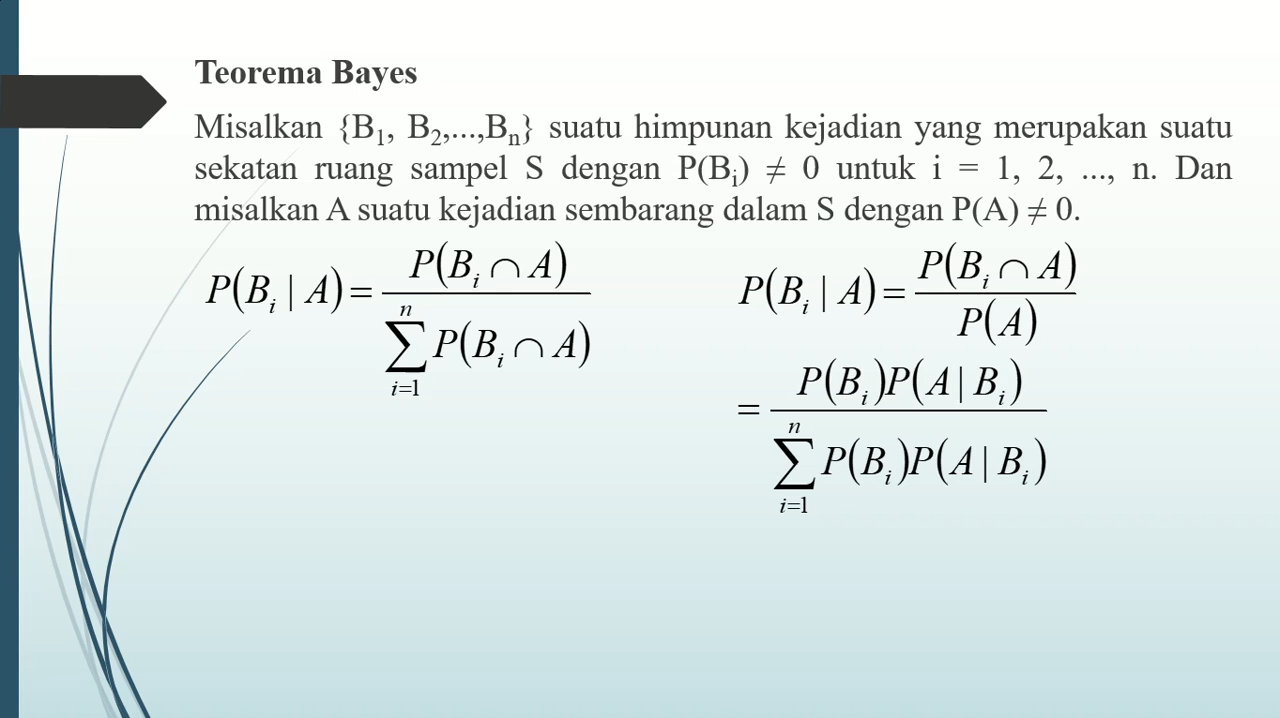 Teorema Bayes
Misalkan {B₁, B₂,...,Bₙ} suatu himpunan kejadian yang merupakan suatu
sekatan ruang sampel S dengan P(Bᵢ) ≠ 0 untuk i = 1, 2, ..., n. Dan
misalkan A suatu kejadian sembarang dalam S dengan P(A) ≠ 0.
P(Bᵢ | A) = P(Bᵢ ∩ A) / ∑ⁿᵢ₌₁ P(Bᵢ ∩ A)
P(Bᵢ | A) = P(Bᵢ ∩ A) / P(A)
= P(Bᵢ)P(A | Bᵢ) / ∑ⁿᵢ₌₁ P(Bᵢ)P(A | Bᵢ)